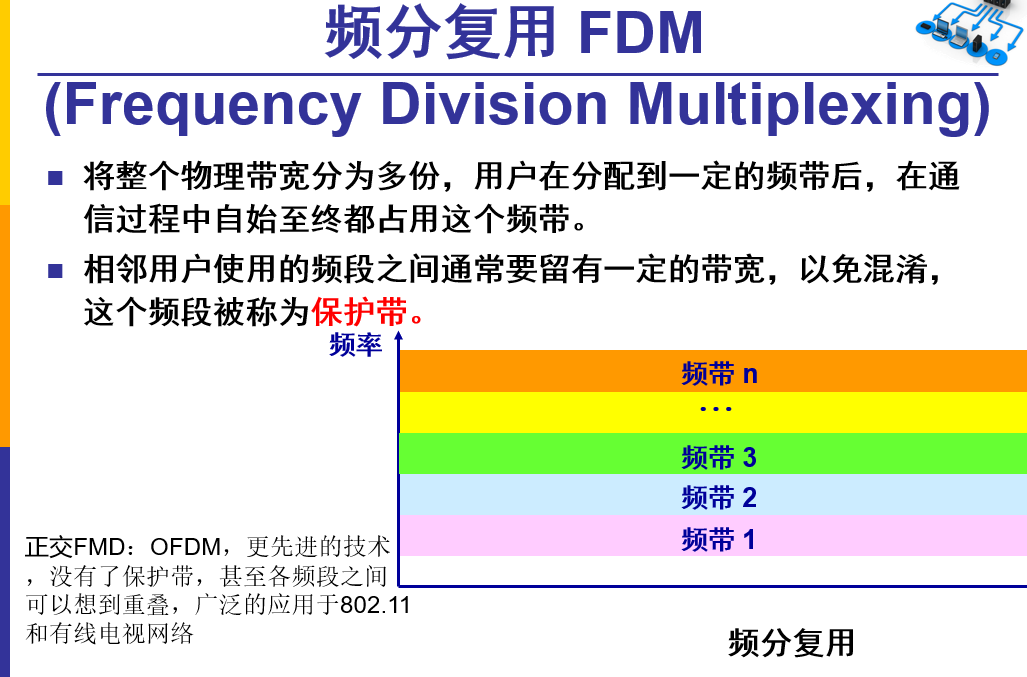 频分复用 FDM
(Frequency Division Multiplexing)
将整个物理带宽分为多份，用户在分配到一定的频带后，在通
信过程中自始至终都占用这个频带。
相邻用户使用的频段之间通常要留有一定的带宽，以免混淆，
这个频段被称为保护带。
频率
频带 n
···
频带 3
频带 2
频带 1
正交FMD：OFDM，更先进的技术
，没有了保护带，甚至各频段之间
可以想到重叠，广泛的应用于802.11
和有线电视网络
频分复用